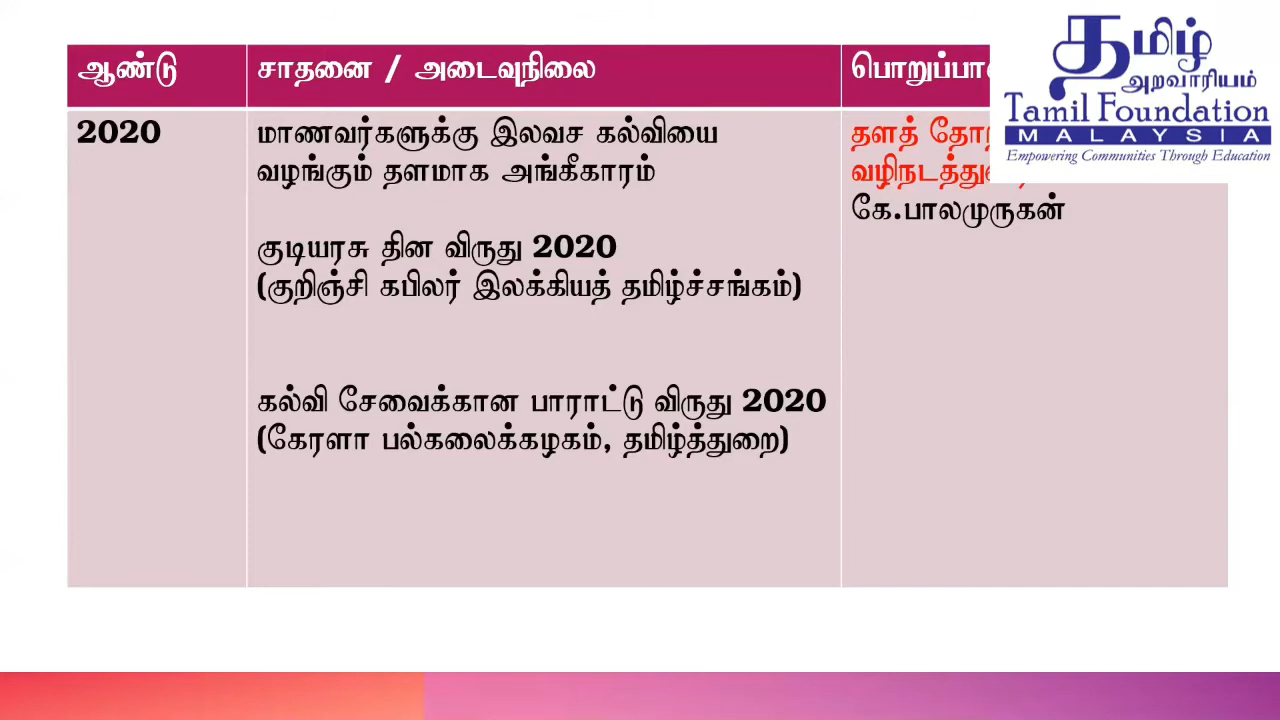 ஆண்டு
சாதனை / அடைவுநிலை
2020
மாணவர்களுக்கு இலவச கல்வியை
வழங்கும் தளமாக அங்கீகாரம்
குடியரசு தின விருது 2020
(குறிஞ்சி கபிலர் இலக்கியத் தமிழ்ச்சங்கம்)
கல்வி சேவைக்கான பாராட்டு விருது 2020
(கேரளா பல்கலைக்கழகம், தமிழ்த்துறை)
தளத்
கே.பாலமுருகன்
தமிழ்
அறவாரியம்
Tamil Foundation
MALAYSIA
Empowering Communities Through Education